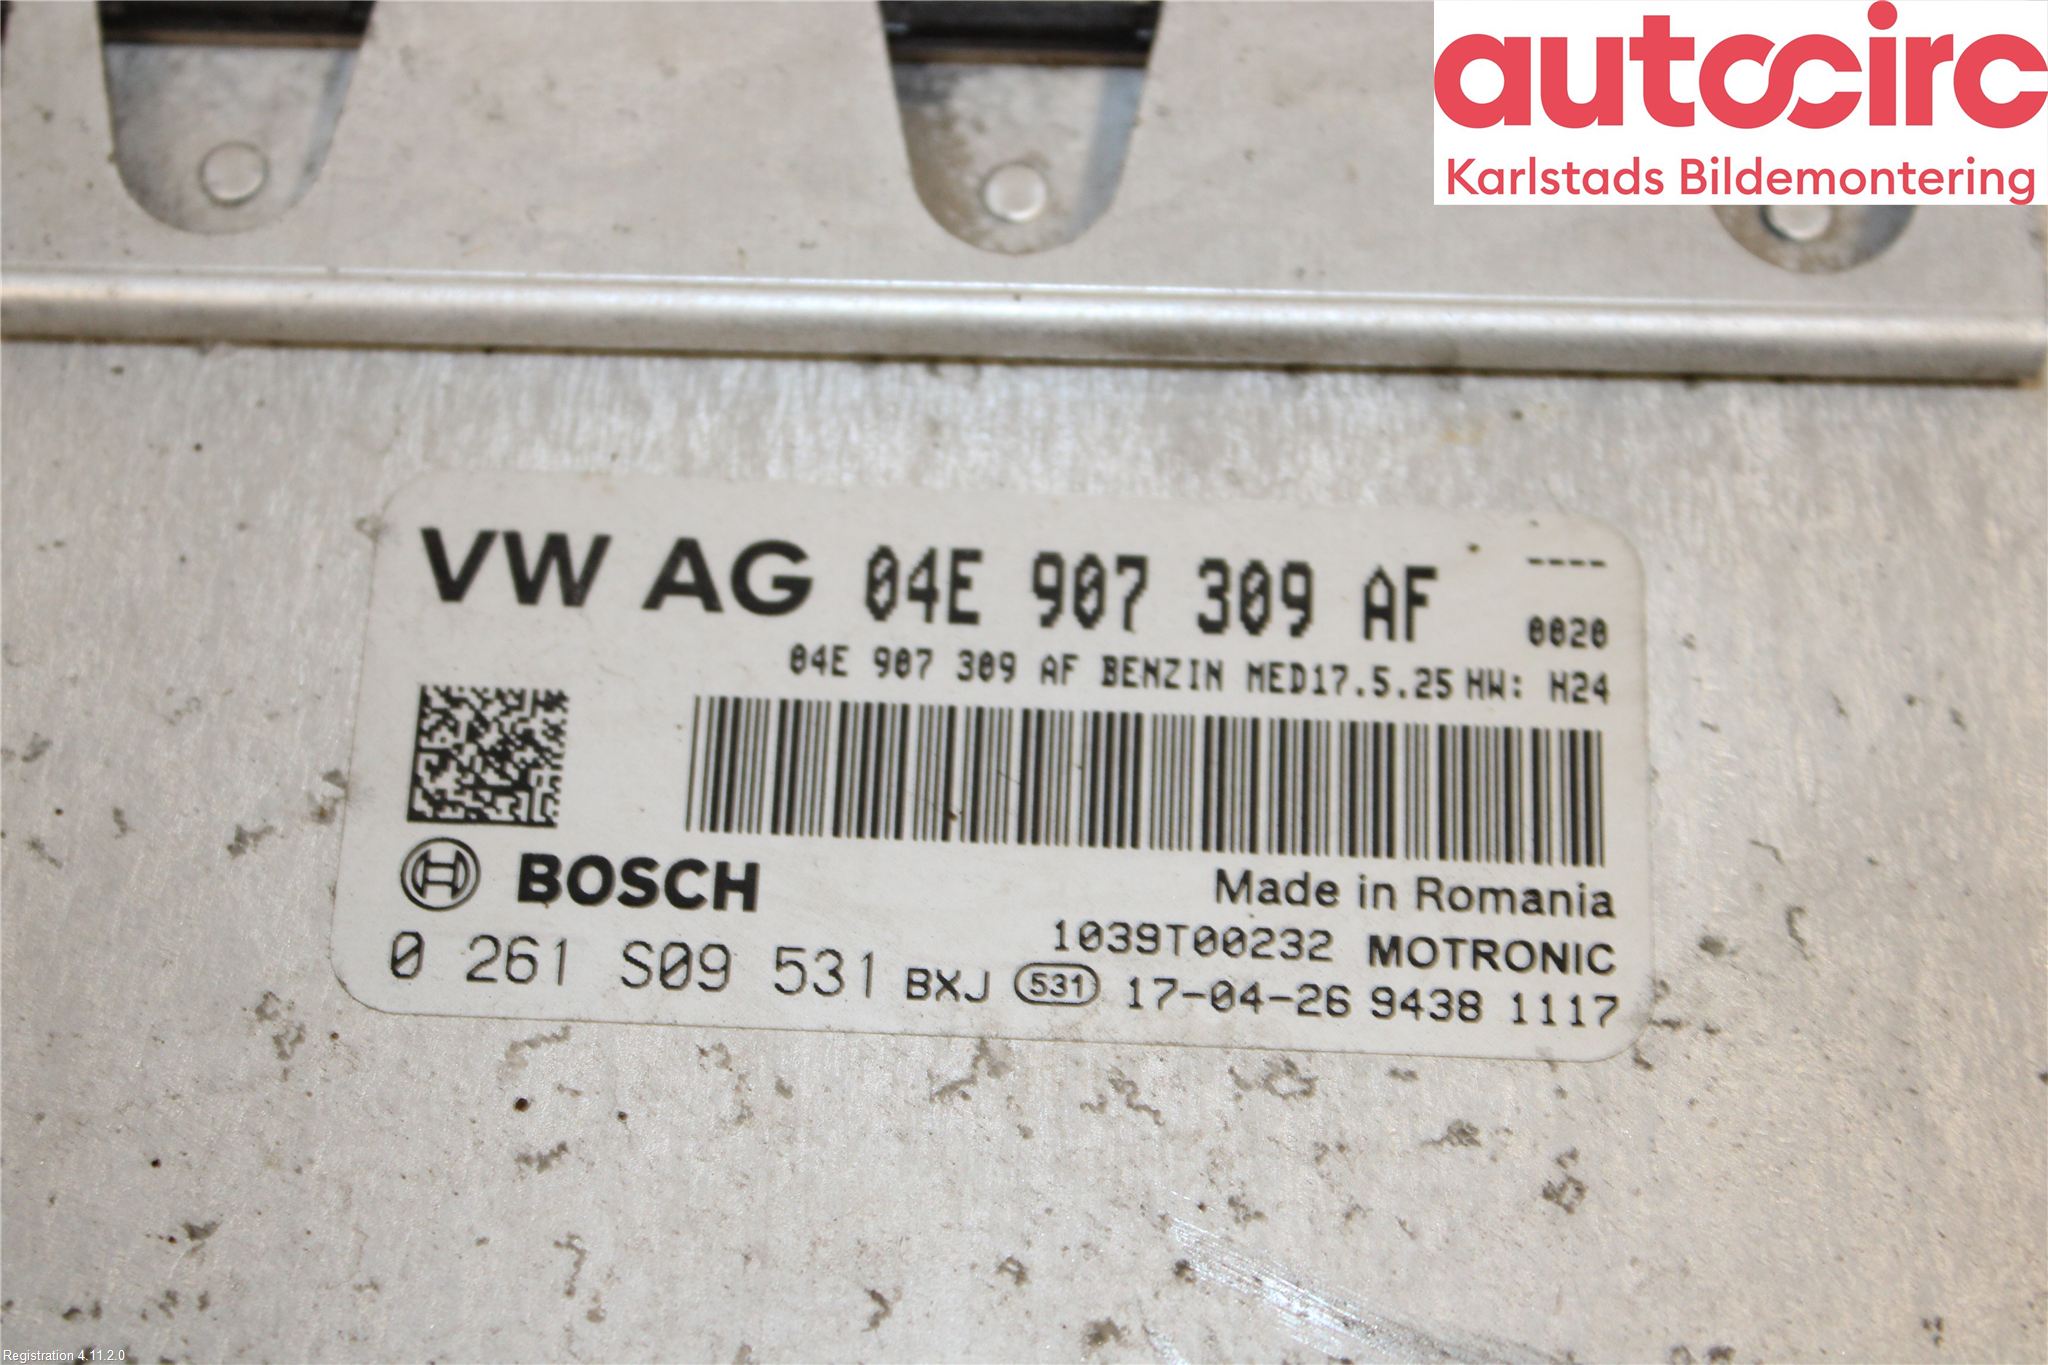 autocirc
Karlstads Bildemontering
VW AG 04E 907 309 AF ----
0020
04E 907 309 AF BENZIN MED17.5.25 HW: H24
BOSCH
Made in Romania
1039T00232 MOTRONIC
0 261 S09 531 BXJ 531 17-04-26 9438 1117
Registration 4.11.2.0